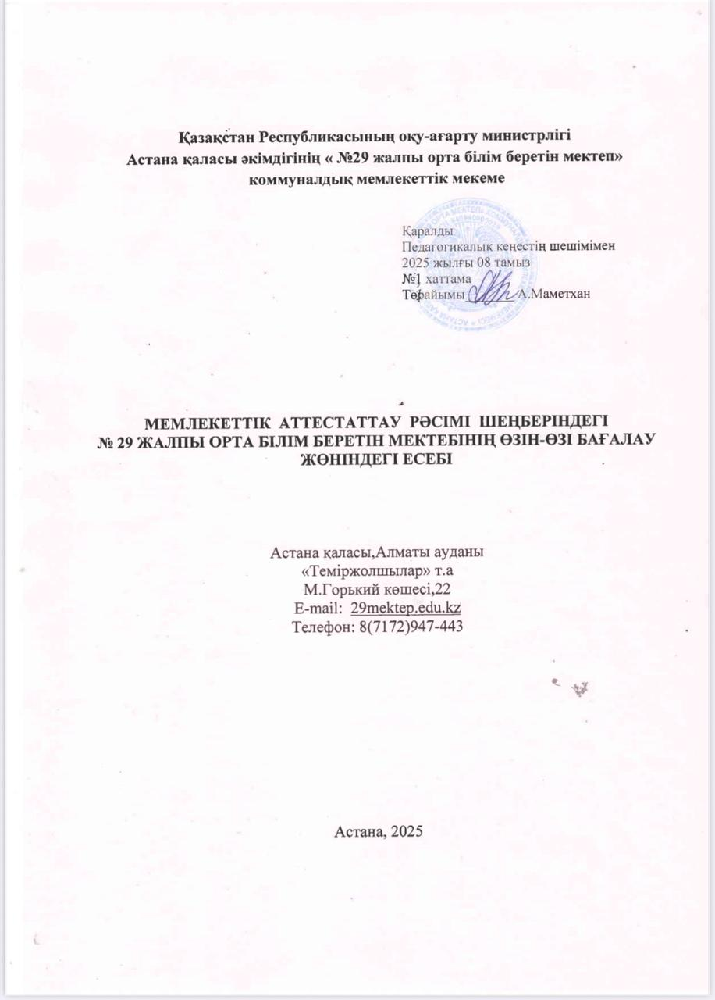 Қазақстан Республикасының оқу-ағарту министрлігі
Астана қаласы әкімдігінің « №29 жалпы орта білім беретін мектеп»
коммуналдық мемлекеттік мекеме
Қаралды
Педагогикалық кеңестің шешімімен
2025 жылғы 08 тамыз
№1 хаттама
Төрайымы_______А.Маметхан
МЕМЛЕКЕТТІК АТТЕСТАТТАУ РӘСІМІ ШЕҢБЕРІНДЕГІ
№ 29 ЖАЛПЫ ОРТА БІЛІМ БЕРЕТІН МЕКТЕБІНІҢ ӨЗІН-ӨЗІ БАҒАЛАУ
ЖӨНІНДЕГІ ЕСЕБІ
Астана қаласы,Алматы ауданы
«Теміржолшылар» т.а
М.Горький көшесі,22
E-mail: 29mektep.edu.kz
Телефон: 8(7172)947-443
Астана, 2025